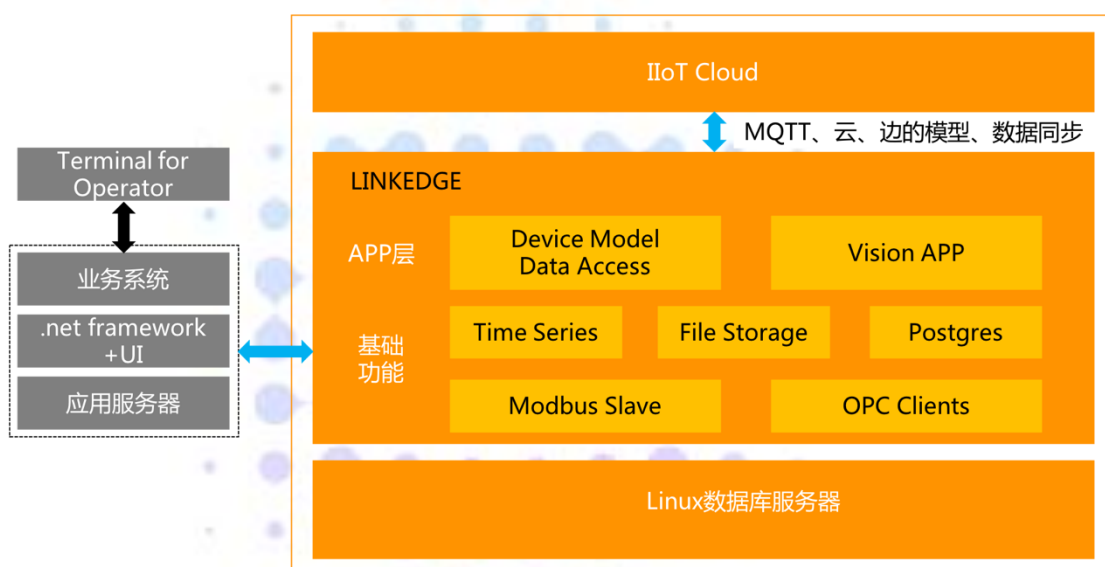 IIoT Cloud
MQTT、云、边的模型、数据同步
Terminal for
Operator
业务系统
.net framework
+UI
应用服务器
LINKEDGE
APP层
Device Model
Data Access
Vision APP
基础
功能
Time Series
File Storage
Postgres
Modbus Slave
OPC Clients
Linux数据库服务器